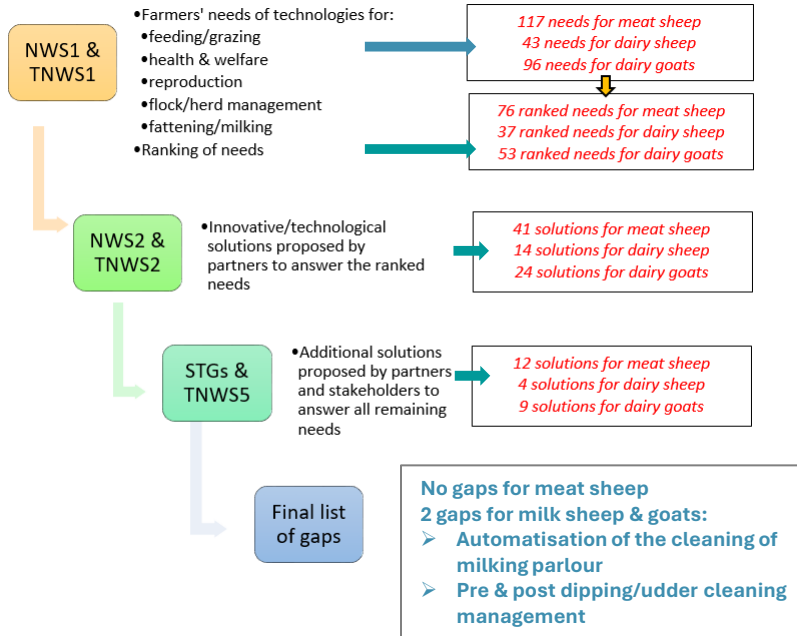 NWS1 &
TNWS1
•Farmers' needs of technologies for:
•feeding/grazing
•health & welfare
•reproduction
•flock/herd management
•fattening/milking
•Ranking of needs
117 needs for meat sheep
43 needs for dairy sheep
96 needs for dairy goats
76 ranked needs for meat sheep
37 ranked needs for dairy sheep
53 ranked needs for dairy goats
NWS2 &
TNWS2
•Innovative/technological
solutions proposed by
partners to answer the ranked
needs
41 solutions for meat sheep
14 solutions for dairy sheep
24 solutions for dairy goats
STGs &
TNWS5
•Additional solutions
proposed by partners
and stakeholders to
answer all remaining
needs
12 solutions for meat sheep
4 solutions for dairy sheep
9 solutions for dairy goats
Final list
of gaps
No gaps for meat sheep
2 gaps for milk sheep & goats:
➢ Automatisation of the cleaning of
milking parlour
➢ Pre & post dipping/udder cleaning
management